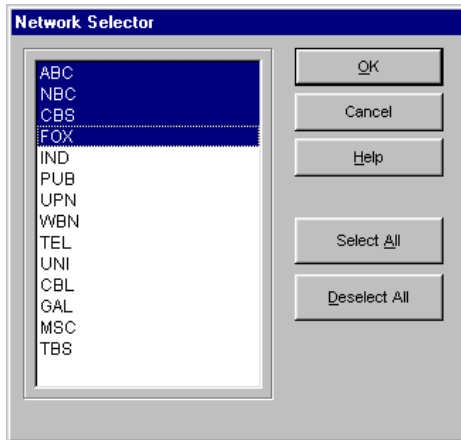 Network Selector
ABC
NBC
CBS
FOX
IND
PUB
UPN
WBN
TEL
UNI
CBL
GAL
MSC
TBS
OK
Cancel
Help
Select All
Deselect All